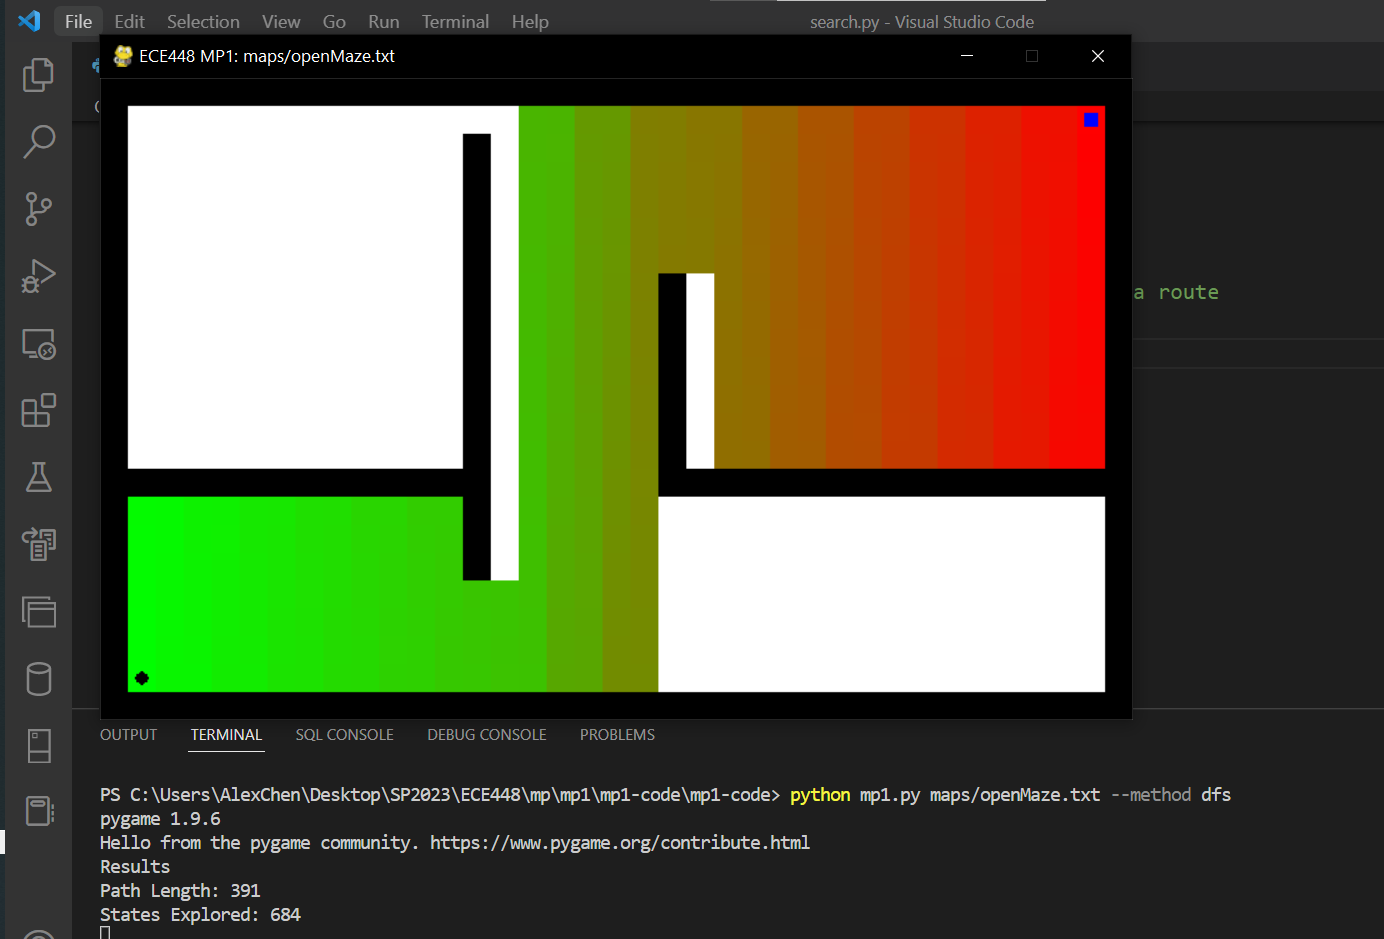 File Edit Selection View Go Run Terminal Help search.py - Visual Studio Code
ECE448 MP1: maps/openMaze.txt
a route
OUTPUT TERMINAL SQL CONSOLE DEBUG CONSOLE PROBLEMS
PS C:\Users\AlexChen\Desktop\SP2023\ECE448\mp\mp1\mp1-code\mp1-code> python mp1.py maps/openMaze.txt --method dfs
pygame 1.9.6
Hello from the pygame community. https://www.pygame.org/contribute.html
Results
Path Length: 391
States Explored: 684